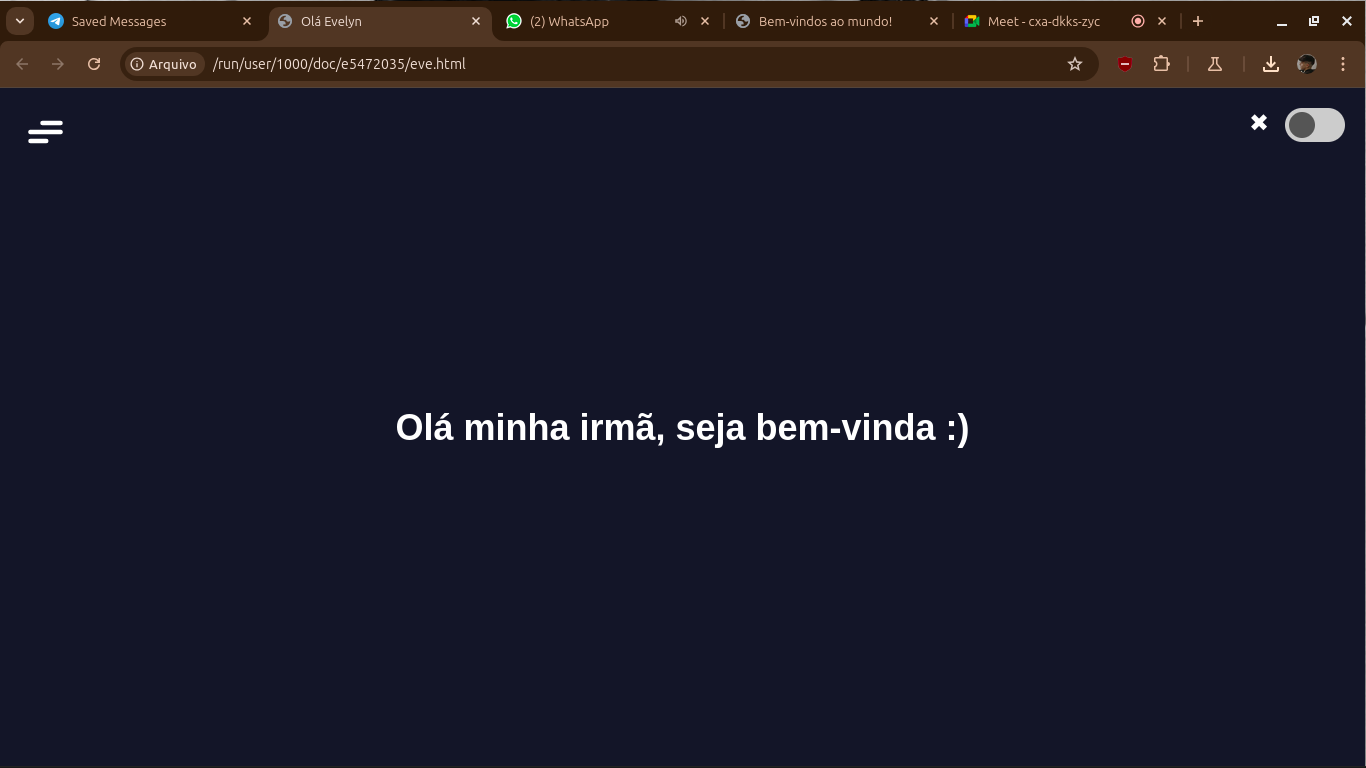 Saved Messages
Olá Evelyn
(2) WhatsApp
Bem-vindos ao mundo!
Meet - cxa-dkks-zyc
Arquivo
/run/user/1000/doc/e5472035/eve.html
Olá minha irmã, seja bem-vinda :)